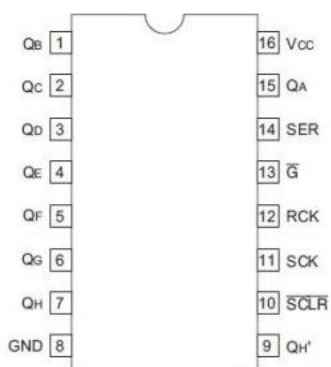 QB 1
QC 2
QD 3
QE 4
QF 5
QG 6
QH 7
GND 8
16 VCC
15 QA
14 SER
13 G̅
12 RCK
11 SCK
10 S̅C̅L̅R̅
9 QH'